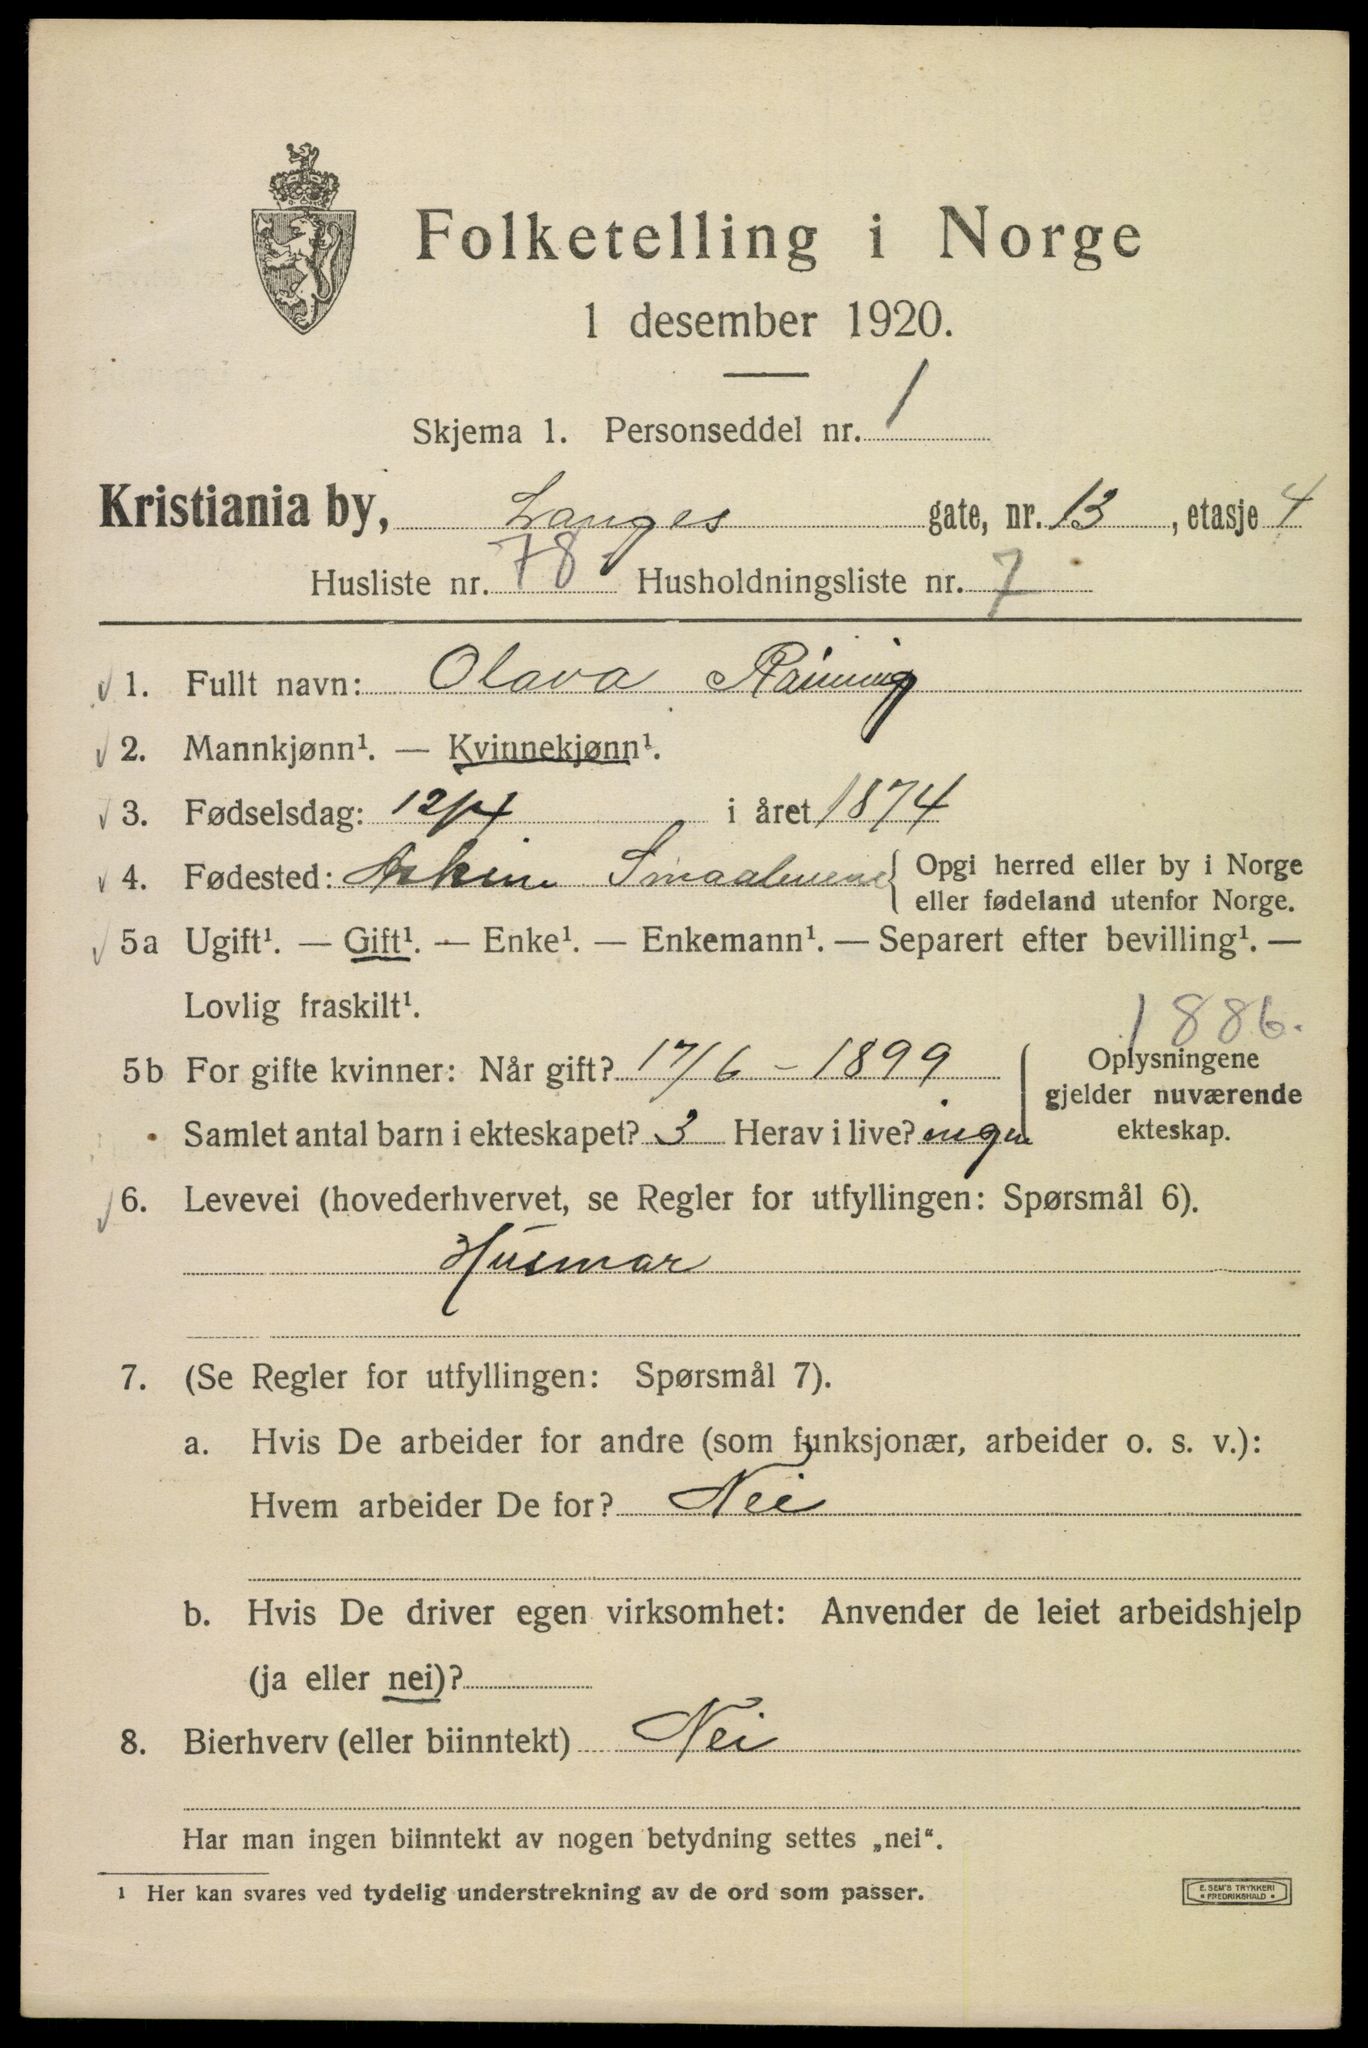 Folketelling i Norge
1 desember 1920.
Skjema 1. Personseddel nr. 1
Kristiania by, Langes gate, nr. 13, etasje 4
Husliste nr. 78 Husholdningsliste nr. 7
1. Fullt navn: Olava
2. Mannkjønn¹. — Kvinnekjønn¹.
3. Fødselsdag: 12/4 i året 1874
4. Fødested: Askim Smaalenene { Opgi herred eller by i Norge
eller fødeland utenfor Norge.
5a Ugift¹. — Gift¹. — Enke¹. — Enkemann¹. — Separert efter bevilling¹. —
Lovlig fraskilt¹.
1886.
5b For gifte kvinner: Når gift? 17/6 - 1899
Samlet antal barn i ekteskapet? 3 Herav i live? ingen
Oplysningene
gjelder nuværende
ekteskap.
6. Levevei (hovederhvervet, se Regler for utfyllingen: Spørsmål 6).
Husmor
7. (Se Regler for utfyllingen: Spørsmål 7).
a. Hvis De arbeider for andre (som funksjonær, arbeider o. s. v.):
Hvem arbeider De for? Nei
b. Hvis De driver egen virksomhet: Anvender de leiet arbeidshjelp
(ja eller nei)?
8. Bierhverv (eller biinntekt) Nei
Har man ingen biinntekt av nogen betydning settes „nei“.
¹ Her kan svares ved tydelig understrekning av de ord som passer.
E. SEM'S TRYKKERI
• FREDRIKSHALD •